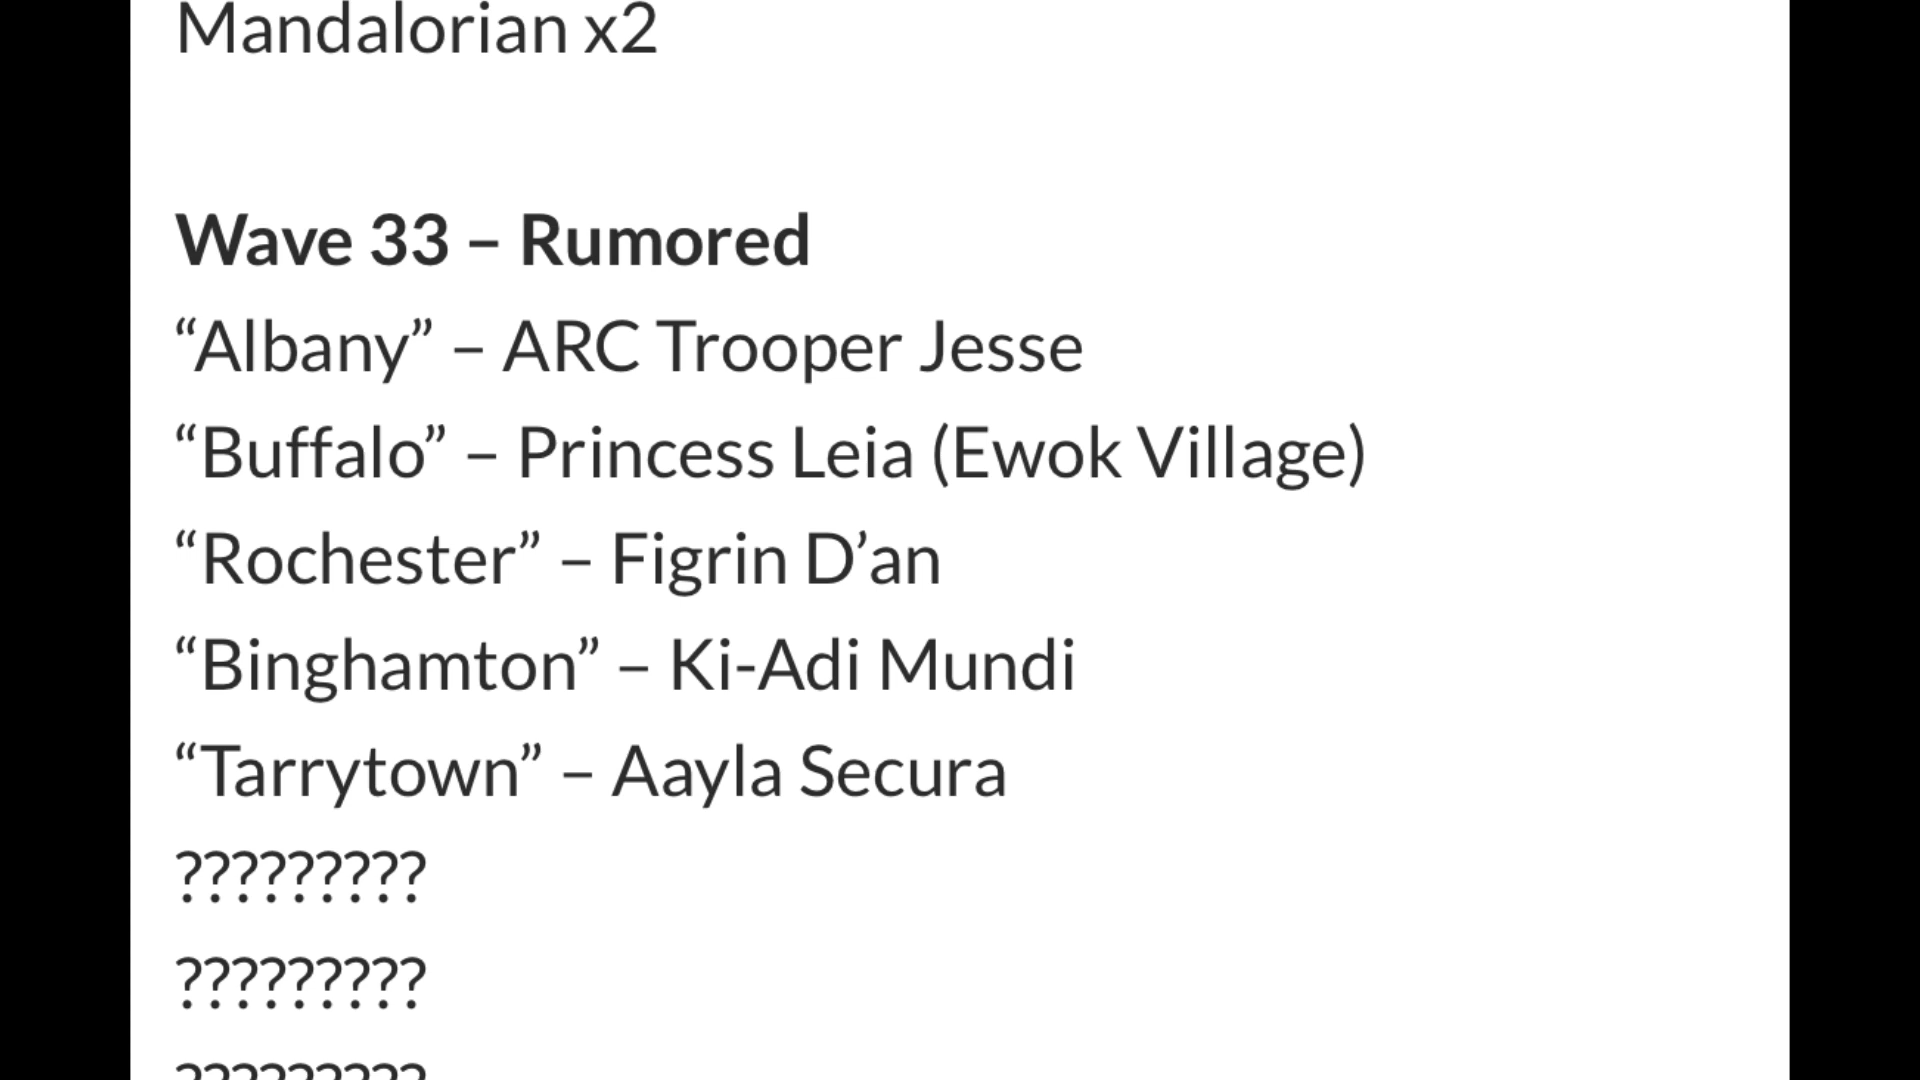 Mandalorian x2
Wave 33 – Rumored
“Albany” – ARC Trooper Jesse
“Buffalo” – Princess Leia (Ewok Village)
“Rochester” – Figrin D’an
“Binghamton” – Ki-Adi Mundi
“Tarrytown” – Aayla Secura
?????????
?????????
?????????